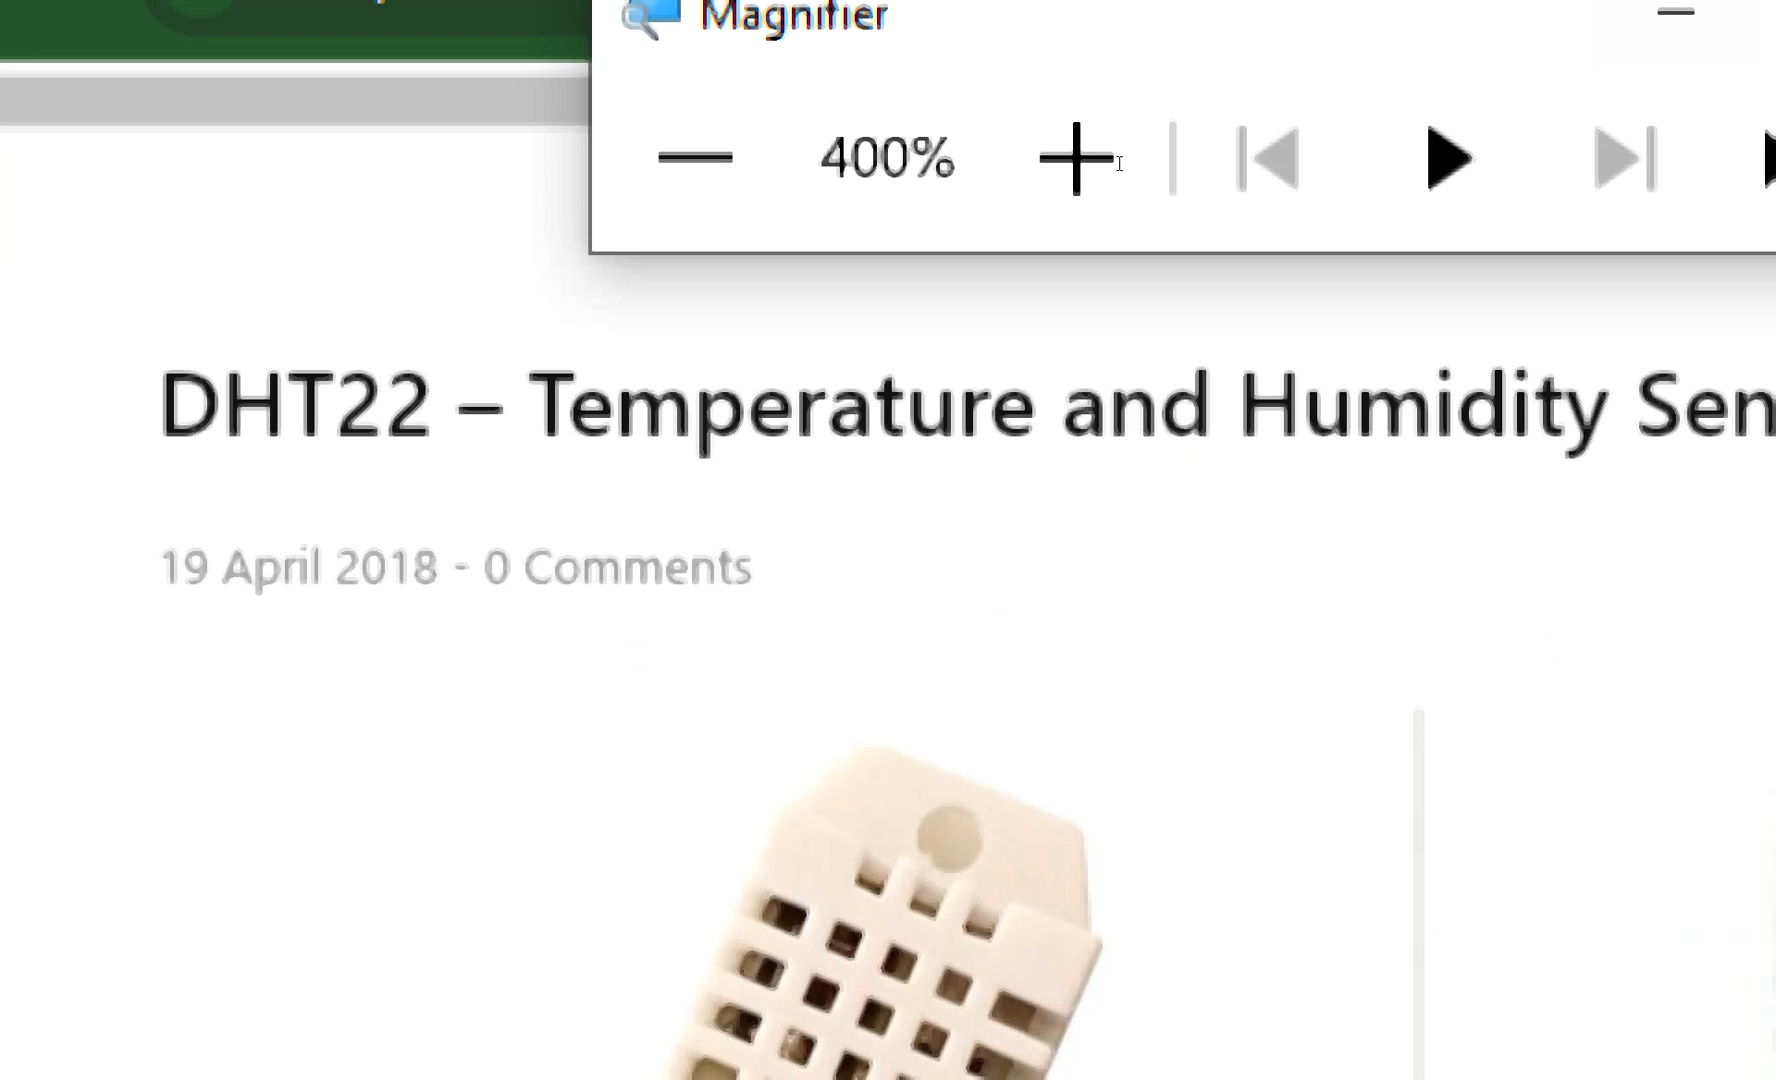 Magnifier
400%
DHT22 – Temperature and Humidity Sen
19 April 2018 - 0 Comments